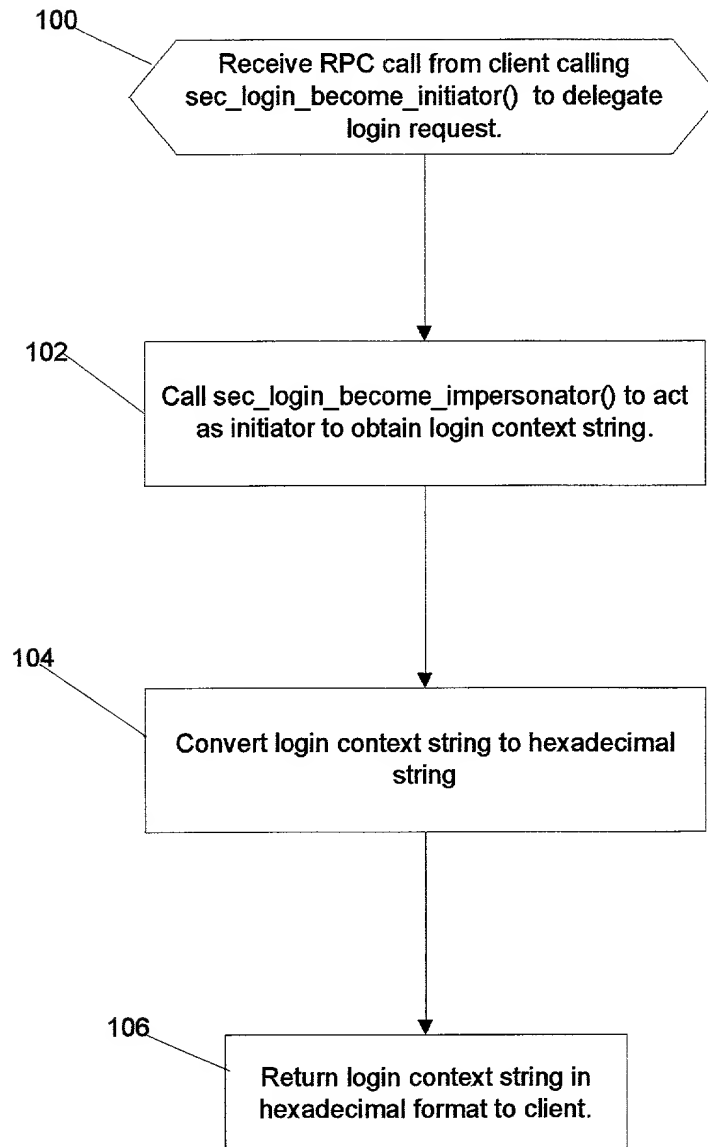 100
Receive RPC call from client calling
sec_login_become_initiator() to delegate
login request.
102
Call sec_login_become_impersonator() to act
as initiator to obtain login context string.
104
Convert login context string to hexadecimal
string
106
Return login context string in
hexadecimal format to client.